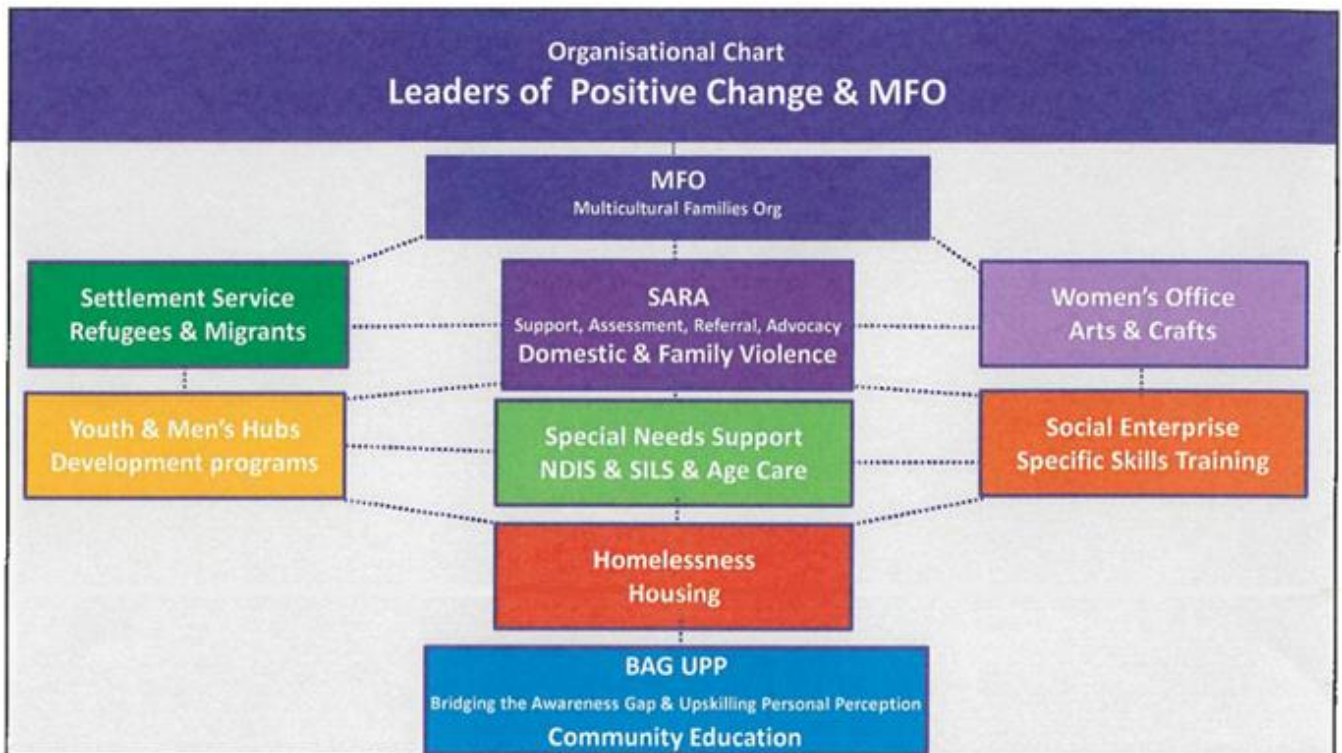 Organisational Chart
Leaders of Positive Change & MFO
MFO
Multicultural Families Org
Settlement Service
Refugees & Migrants
SARA
Support, Assessment, Referral, Advocacy
Domestic & Family Violence
Women's Office
Arts & Crafts
Youth & Men's Hubs
Development programs
Special Needs Support
NDIS & SILS & Age Care
Social Enterprise
Specific Skills Training
Homelessness
Housing
BAG UPP
Bridging the Awareness Gap & Upskilling Personal Perception
Community Education